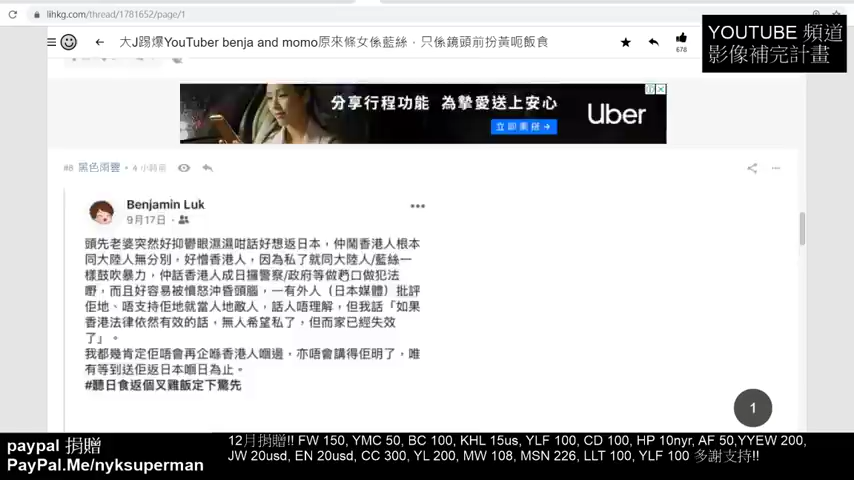 lihkg.com/thread/1781652/page/1
大J踢爆YouTuber benja and momo原來條女係藍絲，只係鏡頭前扮黃呃飯食
678
YOUTUBE 頻道
影像補完計畫
分享行程功能 為摯愛送上安心
立即乘搭
Uber
#8 黑色雨雲 • 4 小時前
Benjamin Luk
9月17日
頭先老婆突然好抑鬱眼濕濕咁話好想返日本，仲鬧香港人根本
同大陸人無分別，好憎香港人，因為私了就同大陸人/藍絲一
樣鼓吹暴力，仲話香港人成日攞警察/政府等做藉口做犯法
嘢，而且好容易被憤怒沖昏頭腦，一有外人（日本媒體）批評
佢地、唔支持佢地就當人地敵人，話人唔理解，但我話「如果
香港法律依然有效的話，無人希望私了，但而家已經失效
了」。
我都幾肯定佢唔會再企喺香港人嗰邊，亦唔會講得佢明了，唯
有等到送佢返日本嗰日為止。
#聽日食返個叉雞飯定下驚先
1
paypal 捐贈
PayPal.Me/nyksuperman
12月捐贈!! FW 150, YMC 50, BC 100, KHL 15us, YLF 100, CD 100, HP 10nyr, AF 50,YYEW 200,
JW 20usd, EN 20usd, CC 300, YL 200, MW 108, MSN 226, LLT 100, YLF 100 多謝支持!!